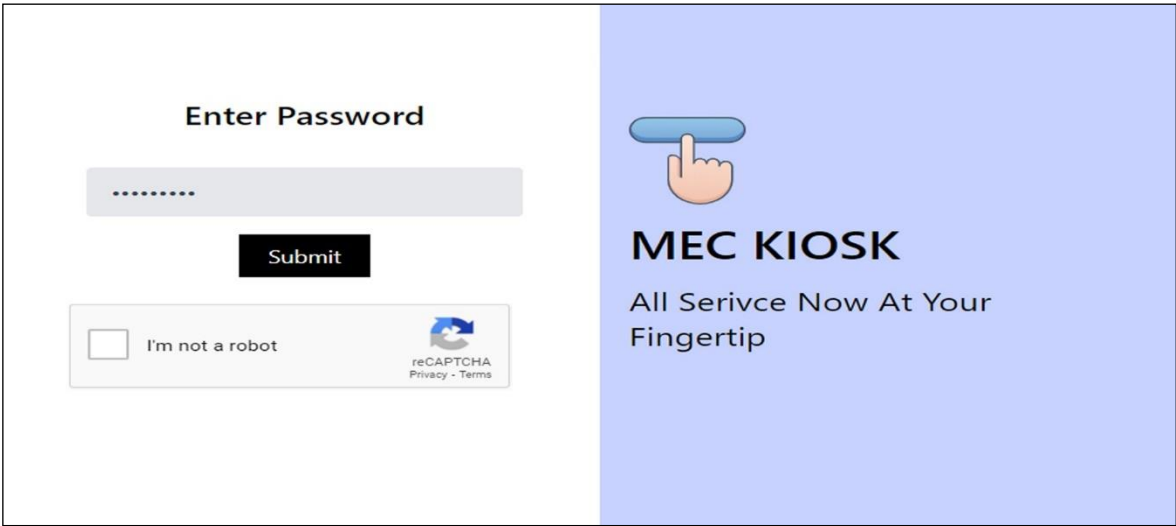 Enter Password
•••••••••
Submit
I'm not a robot
reCAPTCHA
Privacy - Terms
MEC KIOSK
All Serivce Now At Your
Fingertip